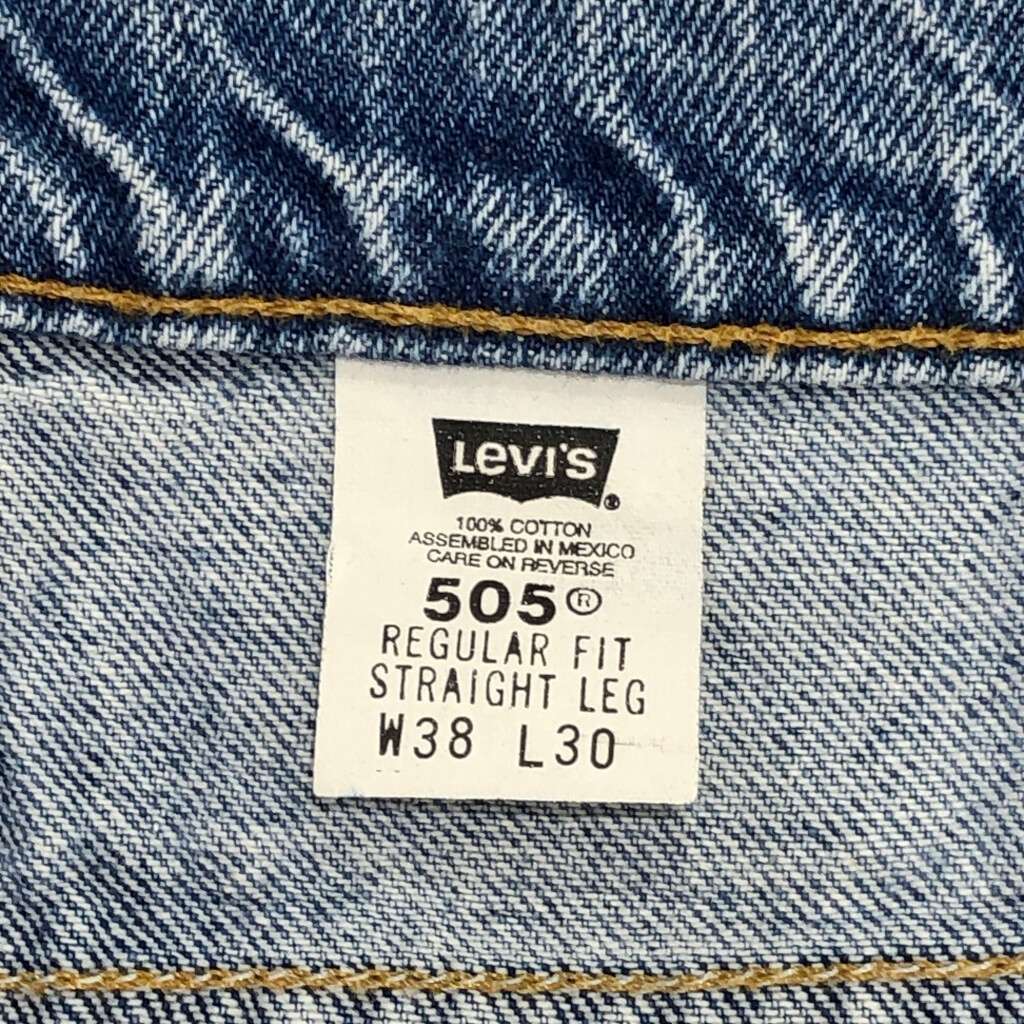 LEVI'S ®
100% COTTON
ASSEMBLED IN MEXICO
CARE ON REVERSE
505®
REGULAR FIT
STRAIGHT LEG
W38 L30